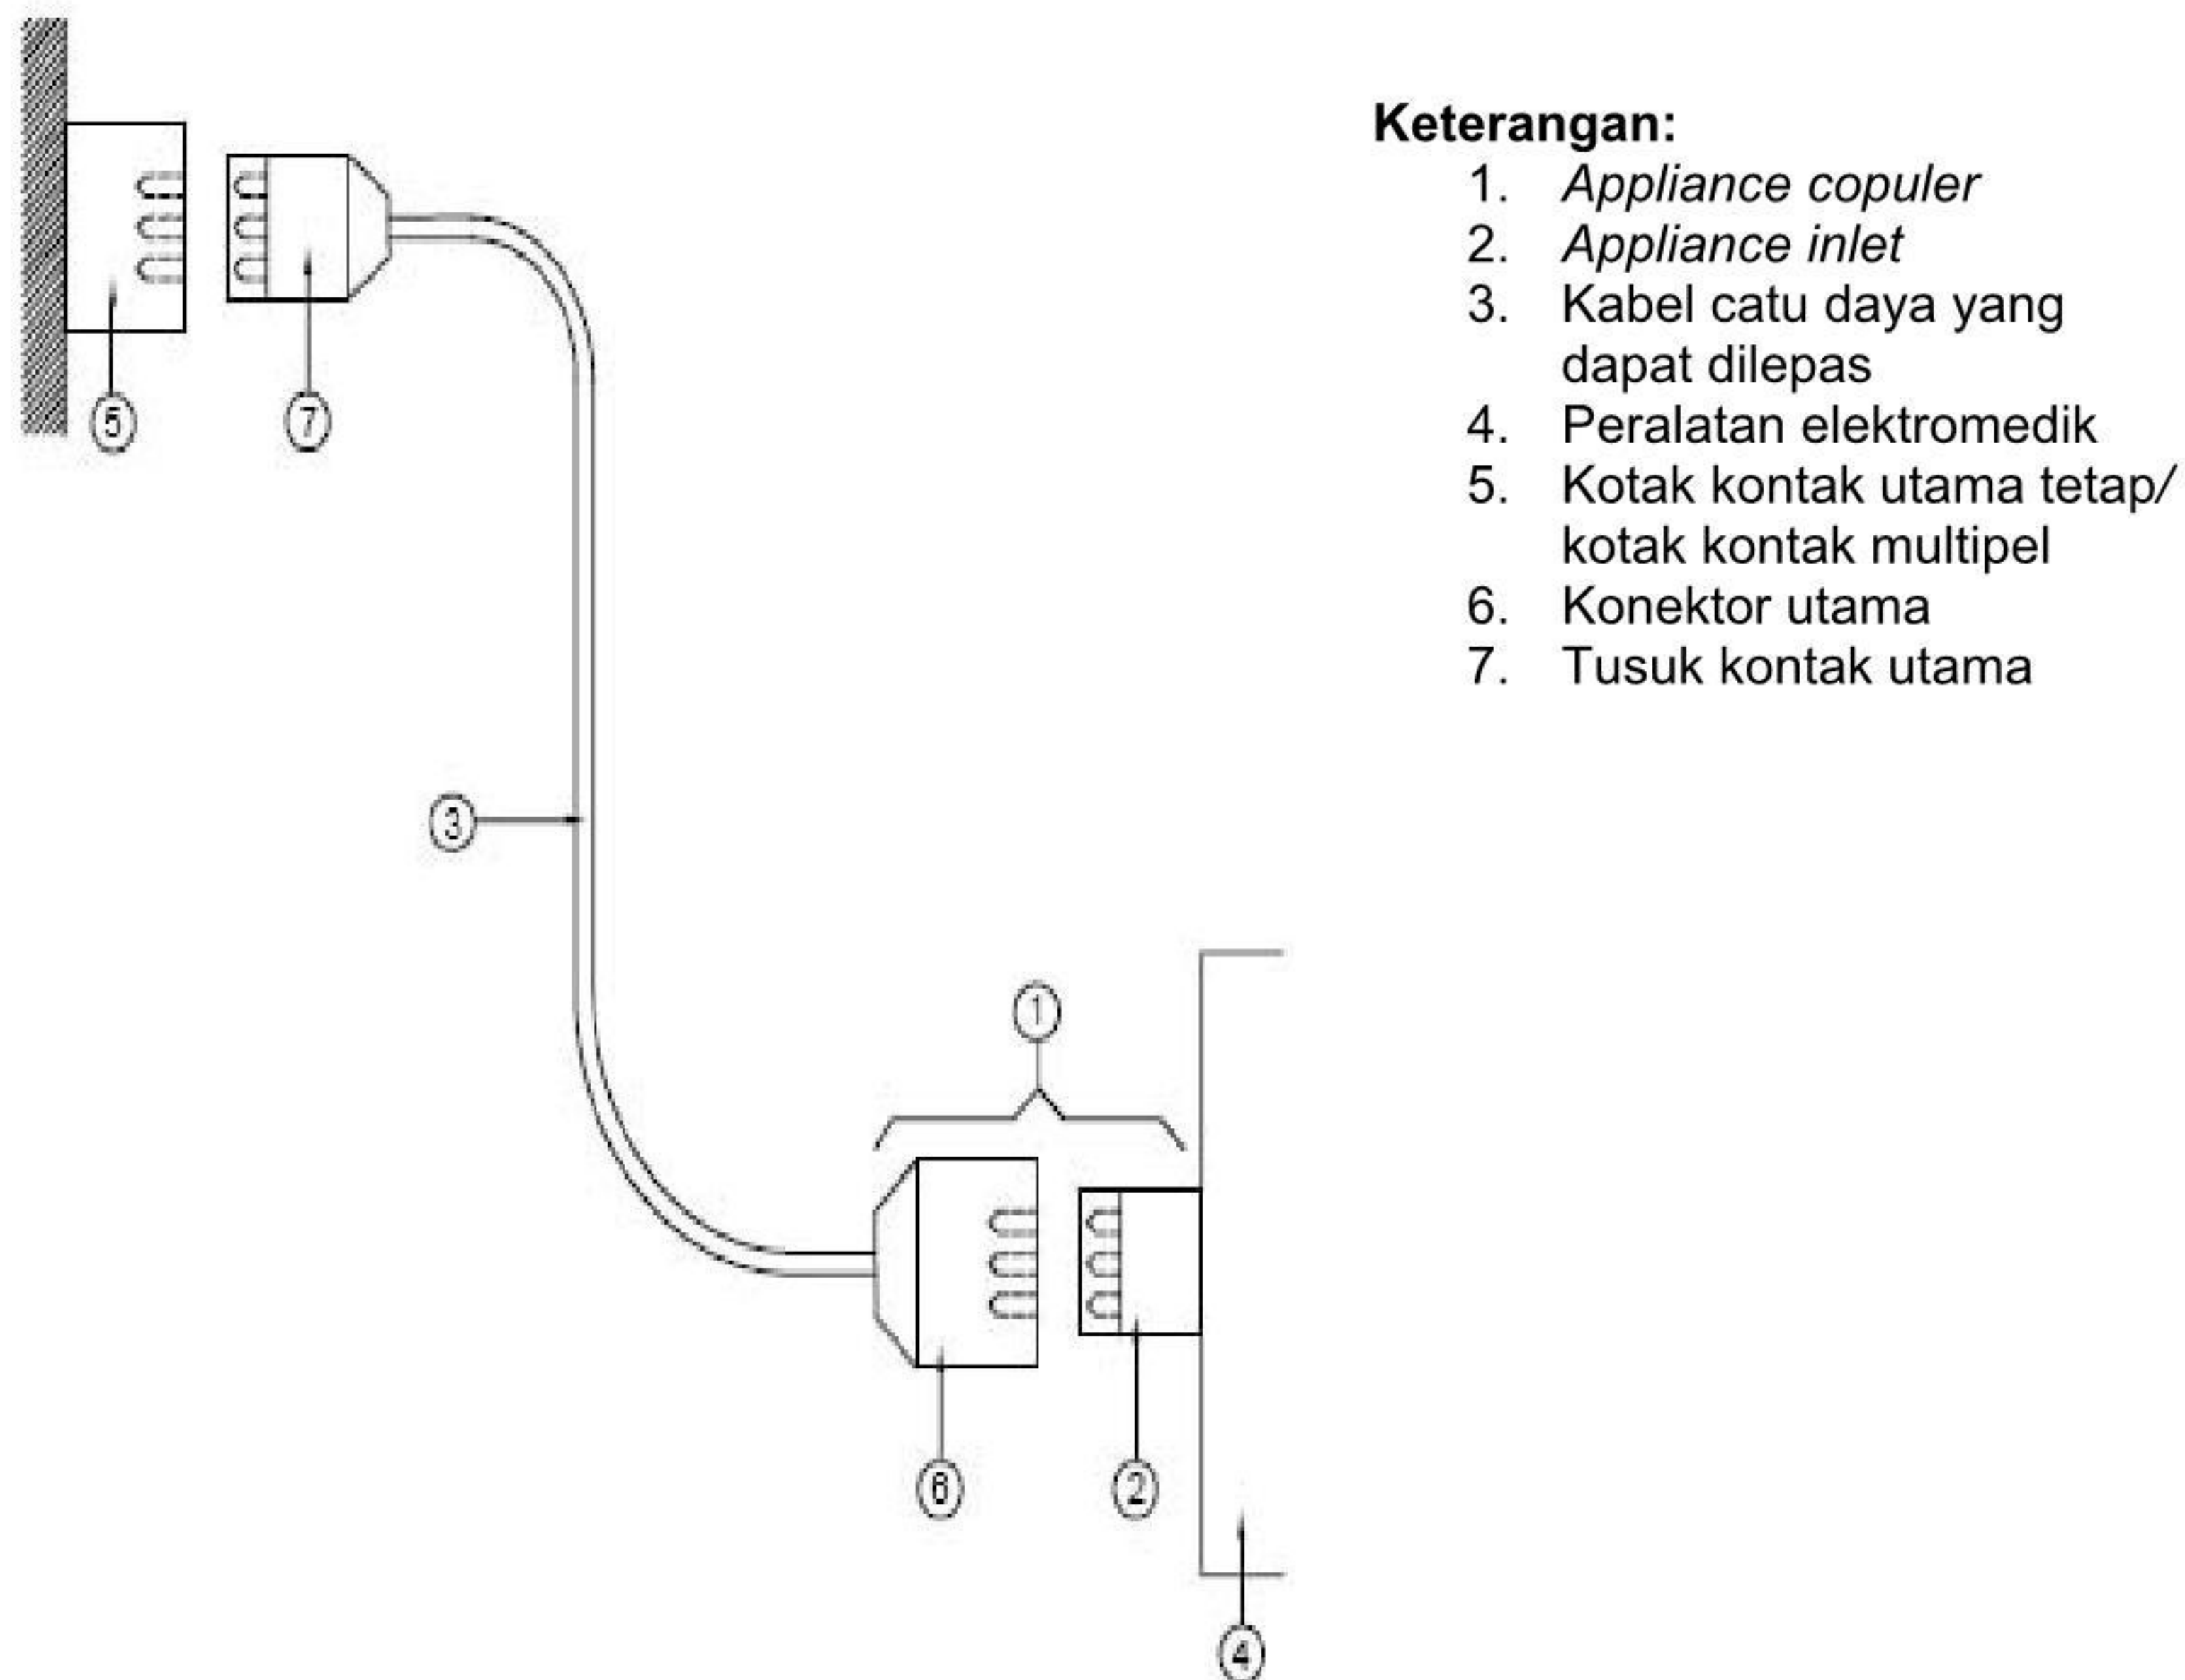 Keterangan:
1. Appliance copuler
2. Appliance inlet
3. Kabel catu daya yang
dapat dilepas
4. Peralatan elektromedik
5. Kotak kontak utama tetap/
kotak kontak multipel
6. Konektor utama
7. Tusuk kontak utama
5
7
3
1
6
2
4